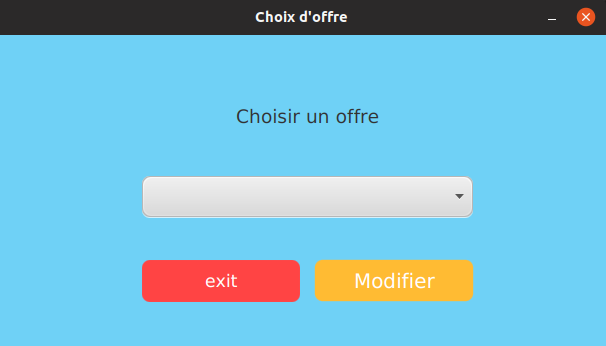 Choix d'offre
Choisir un offre
exit
Modifier